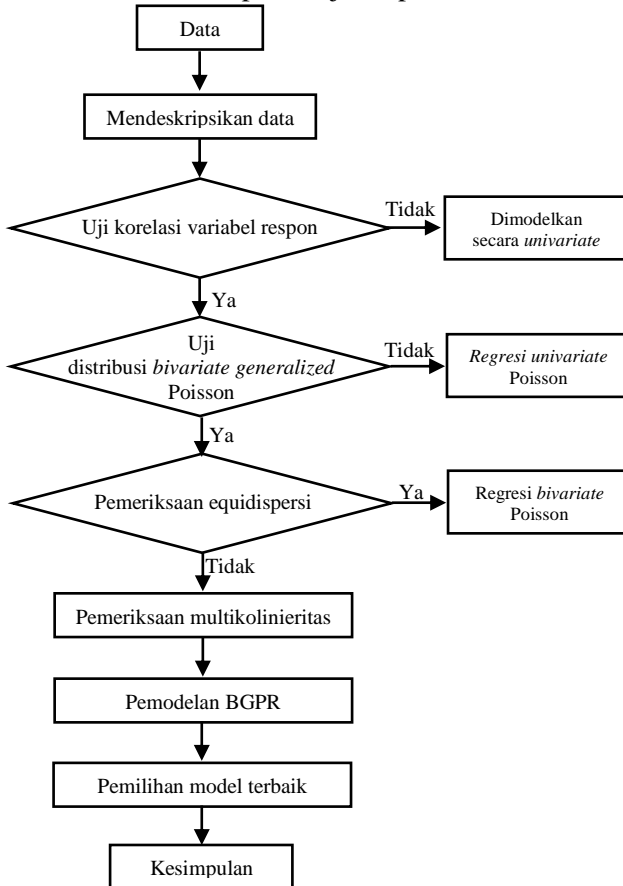 Data
Mendeskripsikan data
Uji korelasi variabel respon
Tidak
Dimodelkan
secara univariate
Ya
Uji
distribusi bivariate generalized
Poisson
Tidak
Regresi univariate
Poisson
Ya
Pemeriksaan equidispersi
Ya
Regresi bivariate
Poisson
Tidak
Pemeriksaan multikolinieritas
Pemodelan BGPR
Pemilihan model terbaik
Kesimpulan